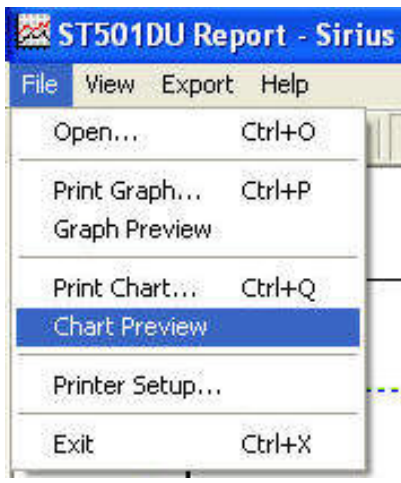 ST501DU Report - Sirius
File View Export Help
Open... Ctrl+O
Print Graph... Ctrl+P
Graph Preview
Print Chart... Ctrl+Q
Chart Preview
Printer Setup...
Exit Ctrl+X